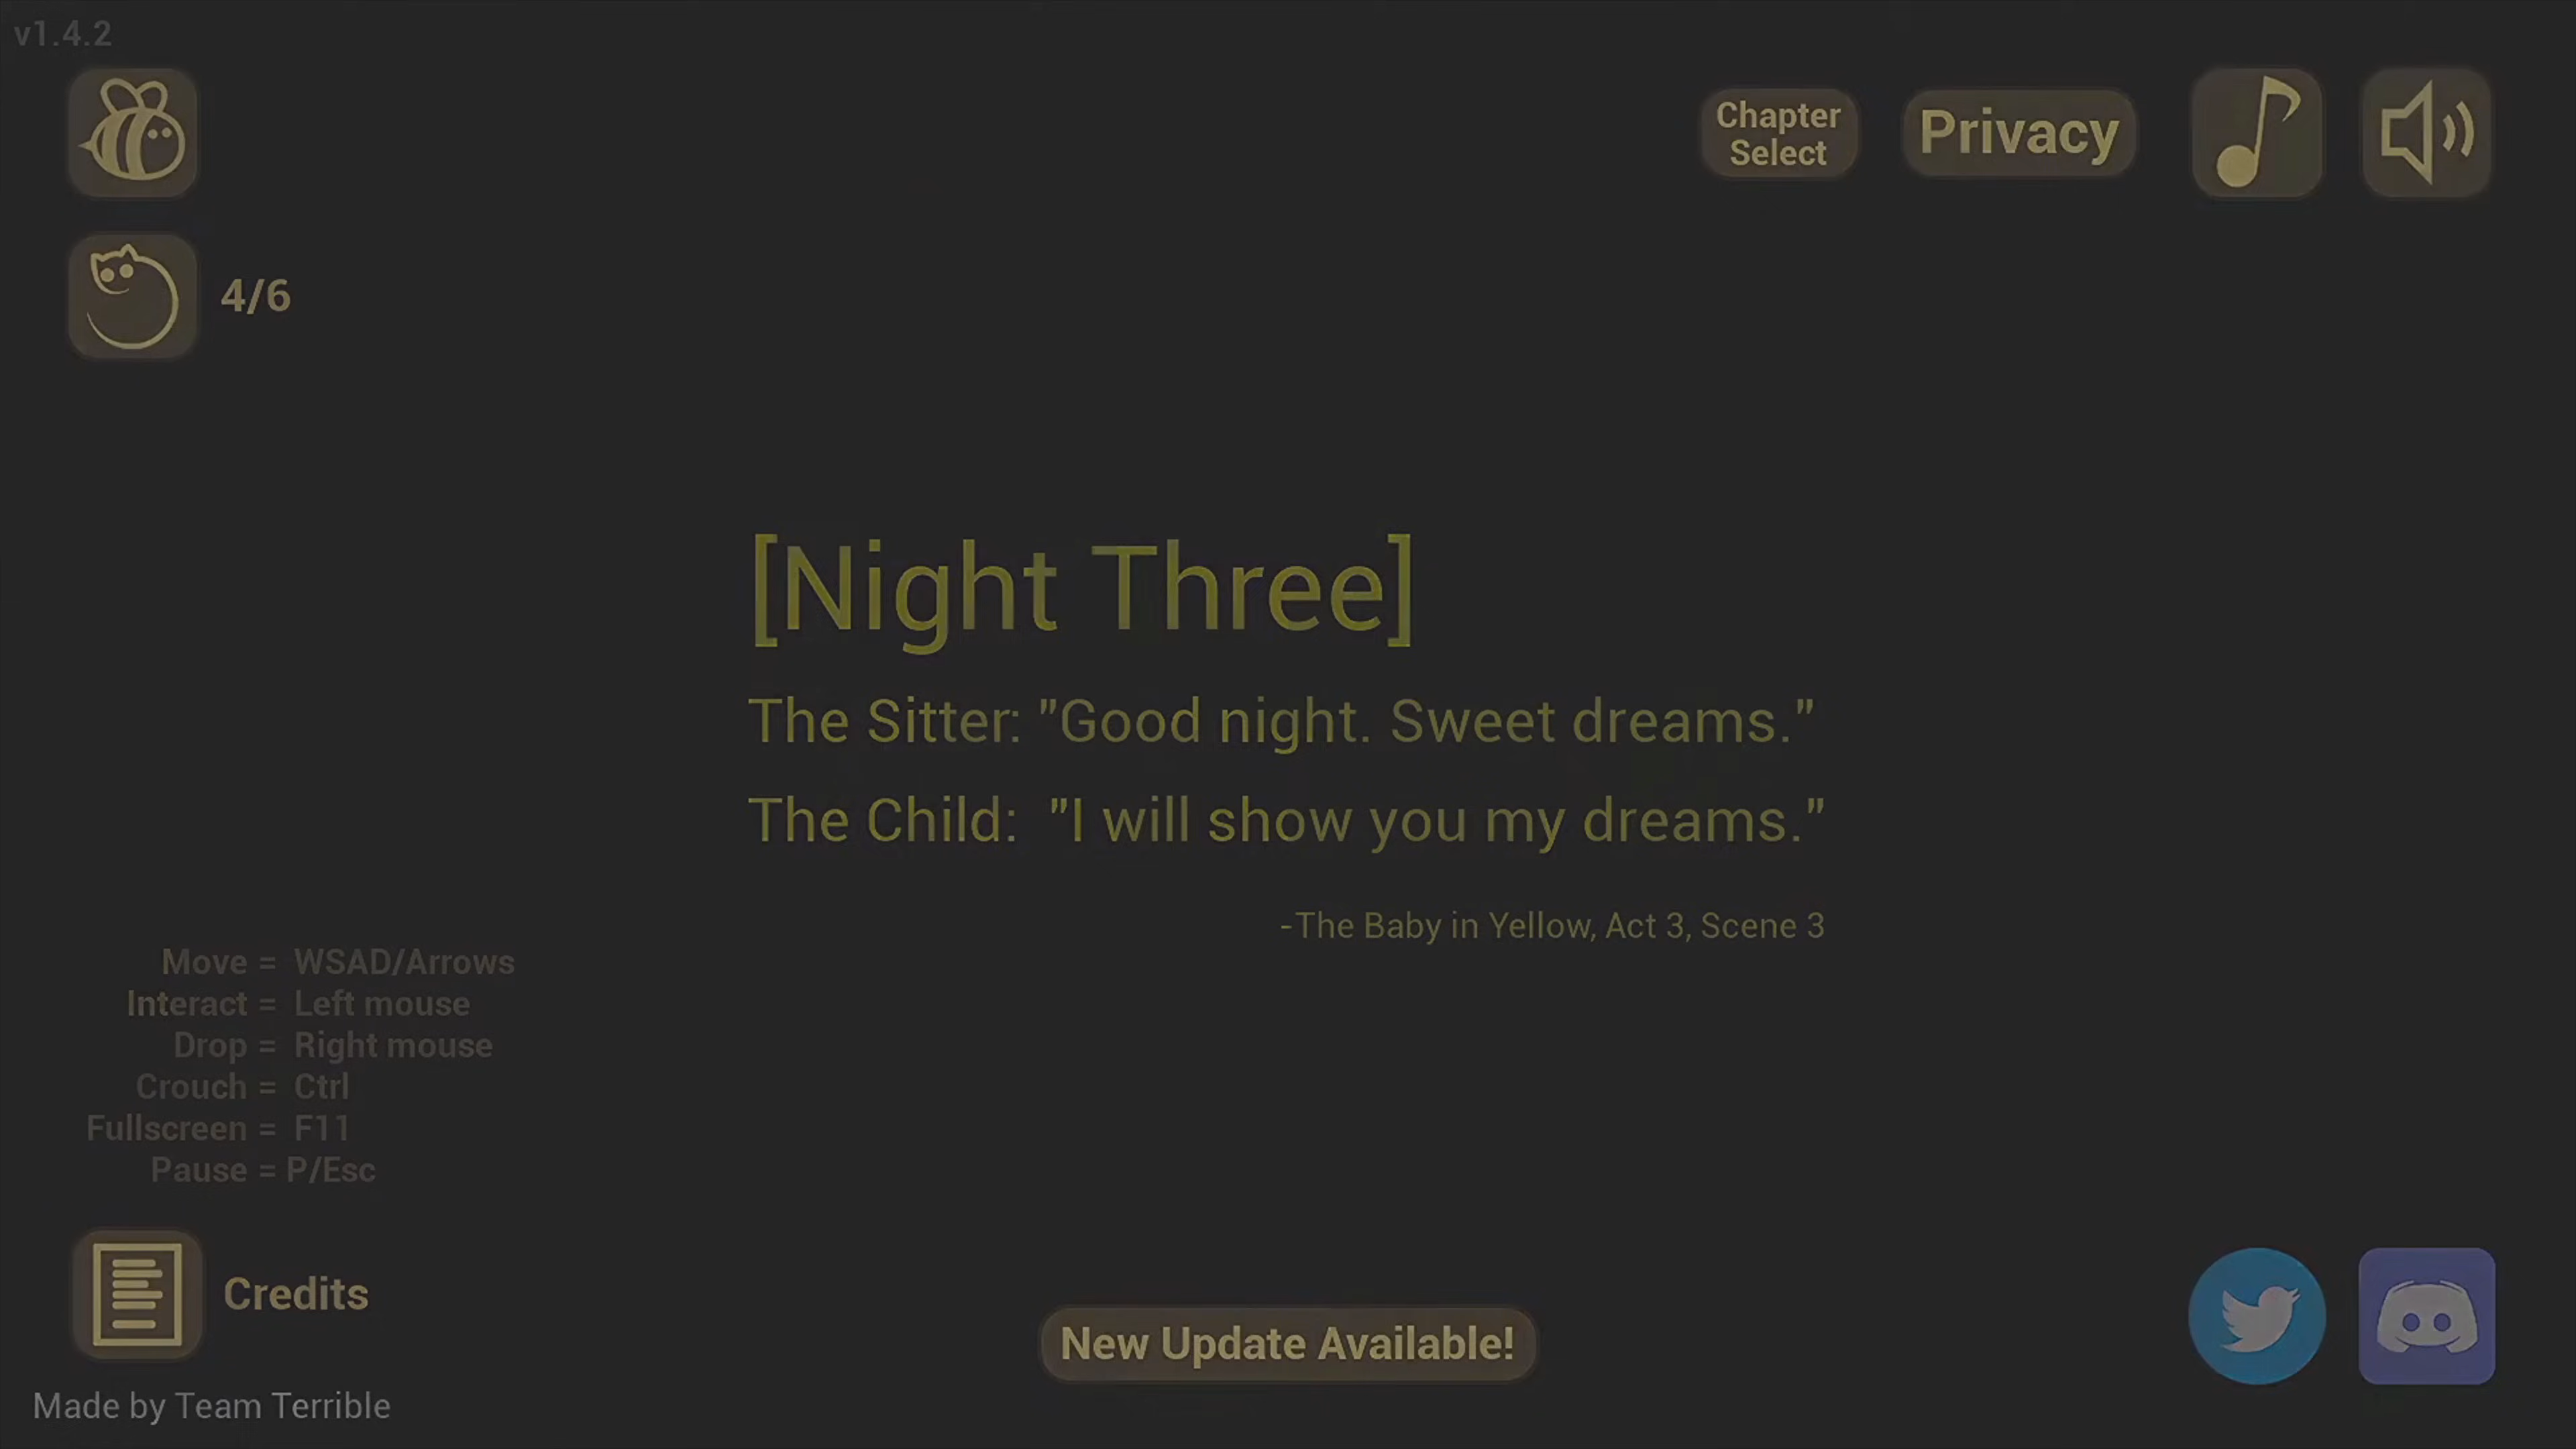 v1.4.2
Chapter
Select
Privacy
4/6
[Night Three]
The Sitter: "Good night. Sweet dreams."
The Child:  "I will show you my dreams."
-The Baby in Yellow, Act 3, Scene 3
Move = WSAD/Arrows
Interact = Left mouse
Drop = Right mouse
Crouch = Ctrl
Fullscreen = F11
Pause = P/Esc
Credits
New Update Available!
Made by Team Terrible